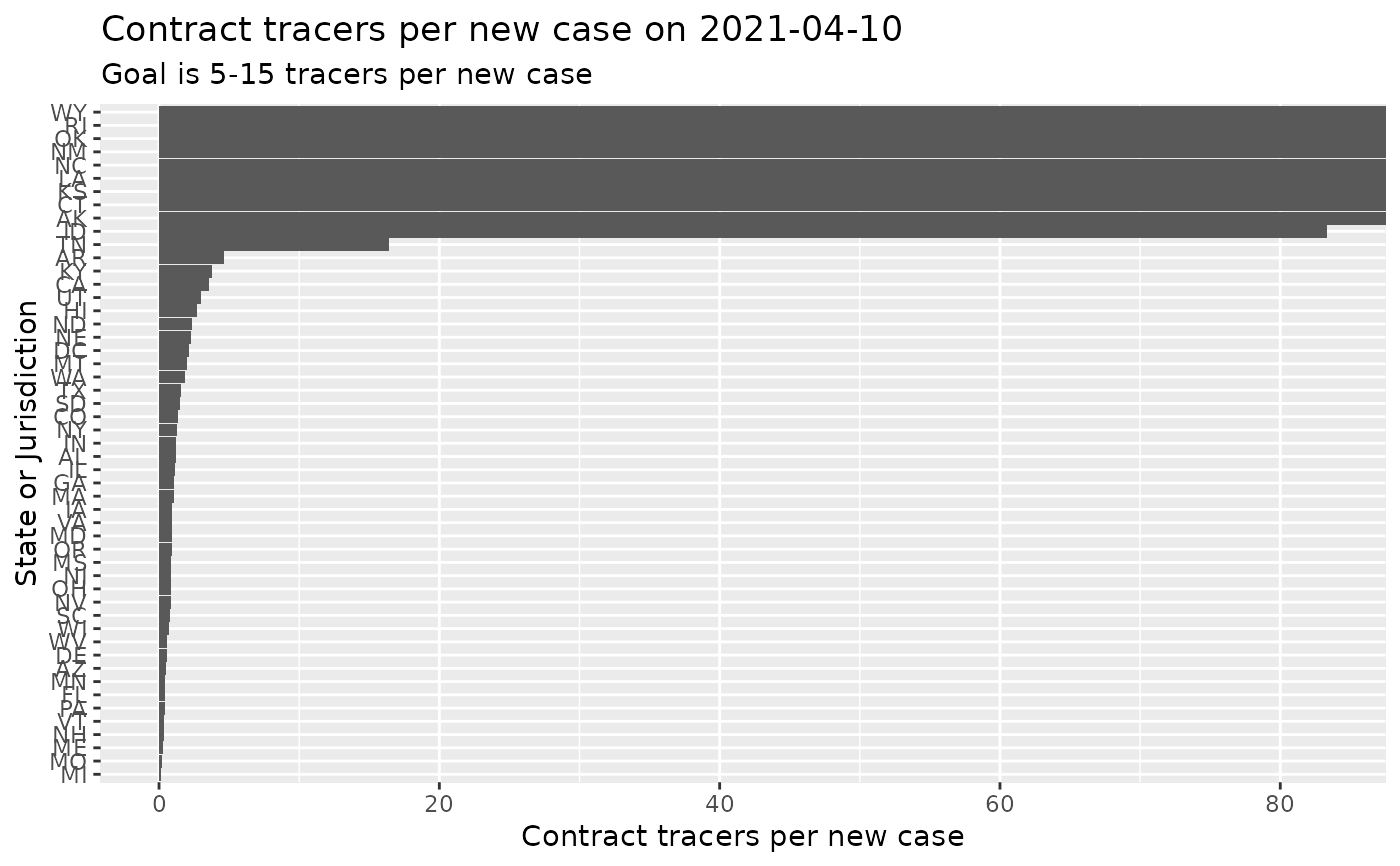 Contract tracers per new case on 2021-04-10
Goal is 5-15 tracers per new case
State or Jurisdiction
WY
RI
OK
NM
NC
LA
KS
CT
AK
ID
TN
AR
KY
CA
UT
HI
ND
NE
DC
MT
WA
TX
SD
CO
NY
IN
AL
IL
GA
MA
IA
VA
MD
OR
MS
NJ
OH
NV
SC
WI
WV
DE
AZ
MN
FL
PA
VT
NH
ME
MO
MI
0 20 40 60 80
Contract tracers per new case